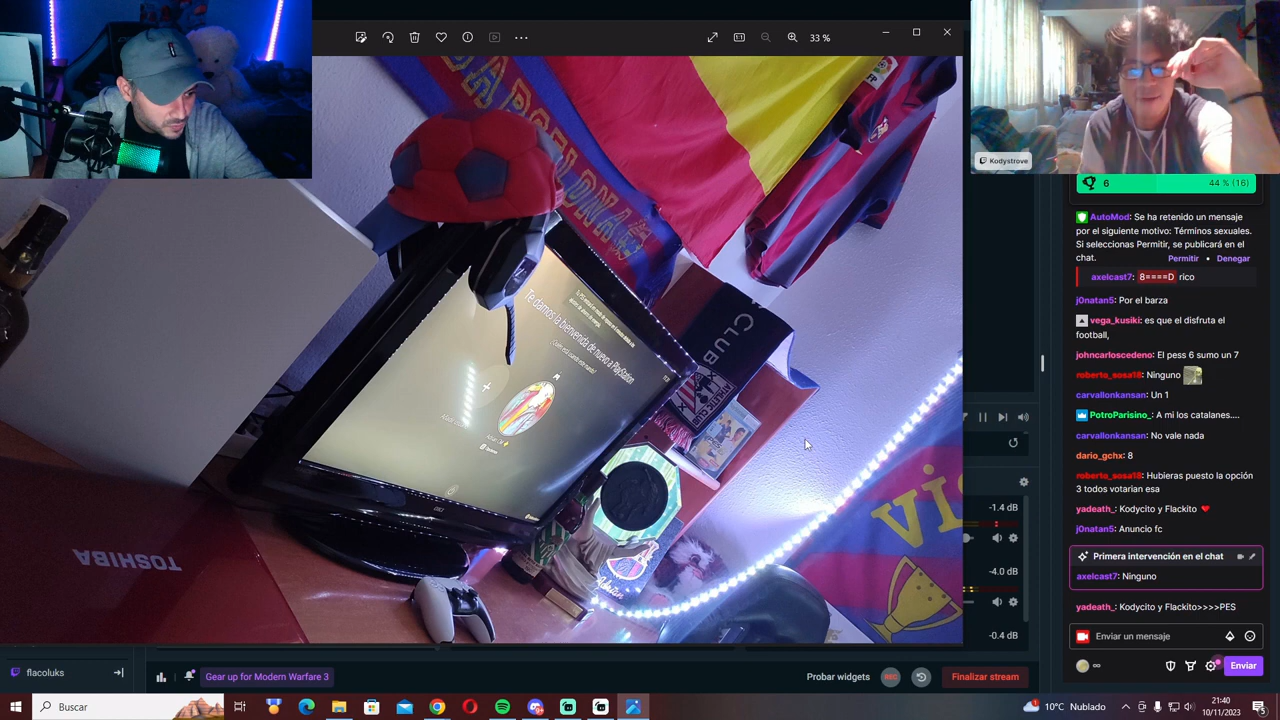 33 %
Kodystrove
6
44 % (16)
AutoMod: Se ha retenido un mensaje
por el siguiente motivo: Términos sexuales.
Si seleccionas Permitir, se publicará en el
chat.
Permitir • Denegar
axelcast7: 8====D rico
j0natan5: Por el barza
vega_kusiki: es que el disfruta el
football,
johncarloscedeno: El pess 6 sumo un 7
roberto_sosa18: Ninguno
carvallonkansan: Un 1
PotroParisino_: A mi los catalanes....
carvallonkansan: No vale nada
dario_gchx: 8
roberto_sosa18: Hubieras puesto la opción
3 todos votarian esa
yadeath_: Kodycito y Flackito ❤
j0natan5: Anuncio fc
Primera intervención en el chat
axelcast7: Ninguno
yadeath_: Kodycito y Flackito>>>>PES
Enviar un mensaje
Enviar
-1.4 dB
-4.0 dB
-0.4 dB
Te damos la bienvenida de nuevo a PlayStation
CLUB
TOSHIBA
Adrián
flacoluks
Gear up for Modern Warfare 3
Probar widgets
REC
Finalizar stream
Buscar
10°C Nublado
21:40
10/11/2023
5